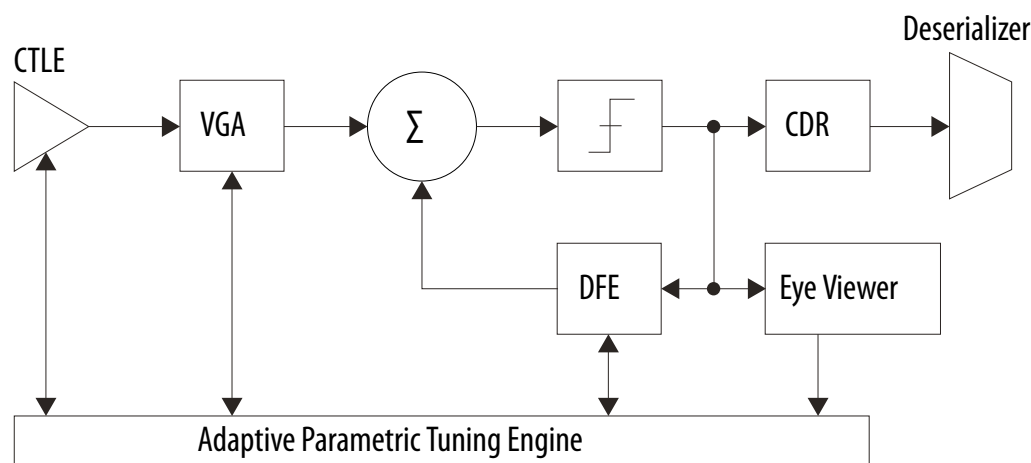 Deserializer
CTLE
VGA
Σ
CDR
DFE
Eye Viewer
Adaptive Parametric Tuning Engine